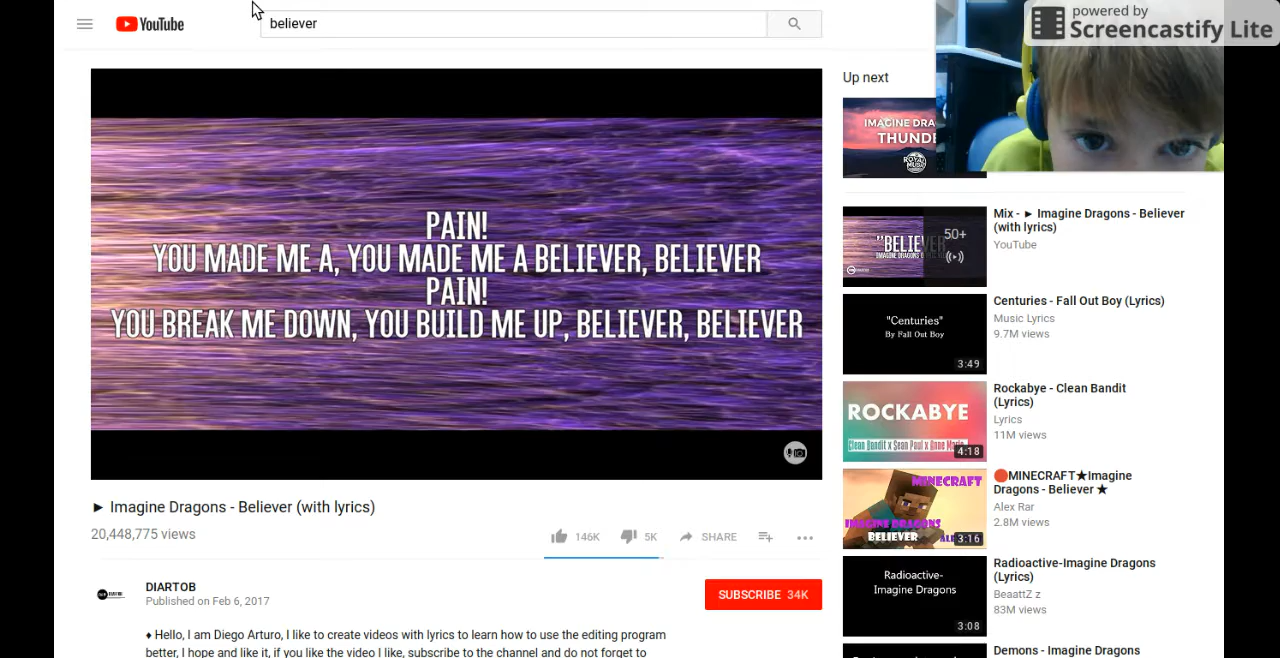 powered by
Screencastify Lite
YouTube
believer
PAIN!
YOU MADE ME A, YOU MADE ME A BELIEVER, BELIEVER
PAIN!
YOU BREAK ME DOWN, YOU BUILD ME UP, BELIEVER, BELIEVER
► Imagine Dragons - Believer (with lyrics)
20,448,775 views
146K
5K
SHARE
DIARTOB
Published on Feb 6, 2017
SUBSCRIBE 34K
♦ Hello, I am Diego Arturo, I like to create videos with lyrics to learn how to use the editing program
better, I hope and like it, if you like the video I like, subscribe to the channel and do not forget to
Up next
IMAGINE DRA
THUNDE
ROYAL
MUSIC
"BELIEVER
50+
Mix - ► Imagine Dragons - Believer
(with lyrics)
YouTube
"Centuries"
By Fall Out Boy
3:49
Centuries - Fall Out Boy (Lyrics)
Music Lyrics
9.7M views
ROCKABYE
Clean Bandit x Sean Paul x Anne Marie
4:18
Rockabye - Clean Bandit
(Lyrics)
Lyrics
11M views
MINECRAFT
IMAGINE DRAGONS
BELIEVER
3:16
🔴MINECRAFT★Imagine
Dragons - Believer ★
Alex Rar
2.8M views
Radioactive-
Imagine Dragons
3:08
Radioactive-Imagine Dragons
(Lyrics)
BeaattZ z
83M views
Demons - Imagine Dragons